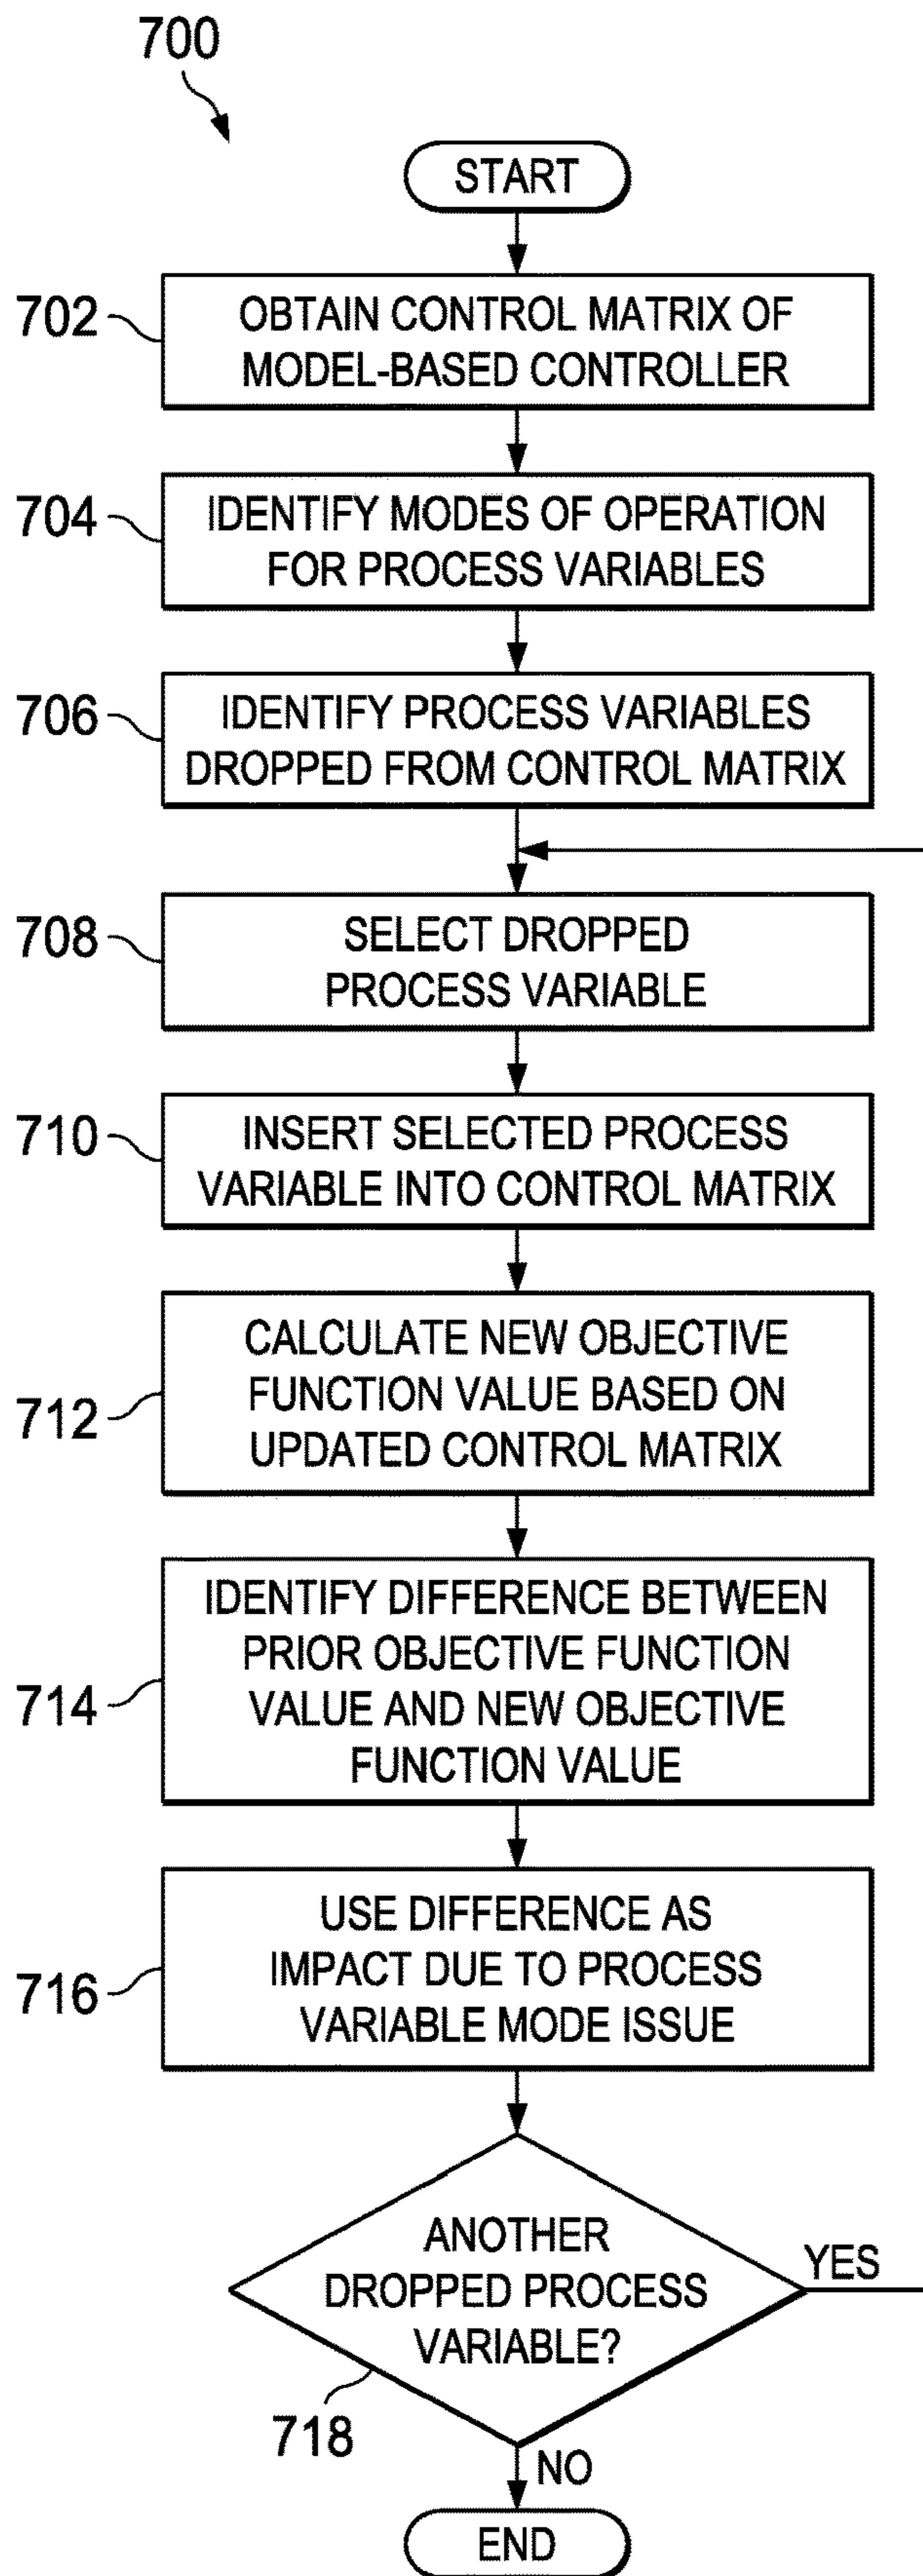 700
START
702
OBTAIN CONTROL MATRIX OF
MODEL-BASED CONTROLLER
704
IDENTIFY MODES OF OPERATION
FOR PROCESS VARIABLES
706
IDENTIFY PROCESS VARIABLES
DROPPED FROM CONTROL MATRIX
708
SELECT DROPPED
PROCESS VARIABLE
710
INSERT SELECTED PROCESS
VARIABLE INTO CONTROL MATRIX
712
CALCULATE NEW OBJECTIVE
FUNCTION VALUE BASED ON
UPDATED CONTROL MATRIX
714
IDENTIFY DIFFERENCE BETWEEN
PRIOR OBJECTIVE FUNCTION
VALUE AND NEW OBJECTIVE
FUNCTION VALUE
716
USE DIFFERENCE AS
IMPACT DUE TO PROCESS
VARIABLE MODE ISSUE
ANOTHER
DROPPED PROCESS
VARIABLE?
YES
718
NO
END